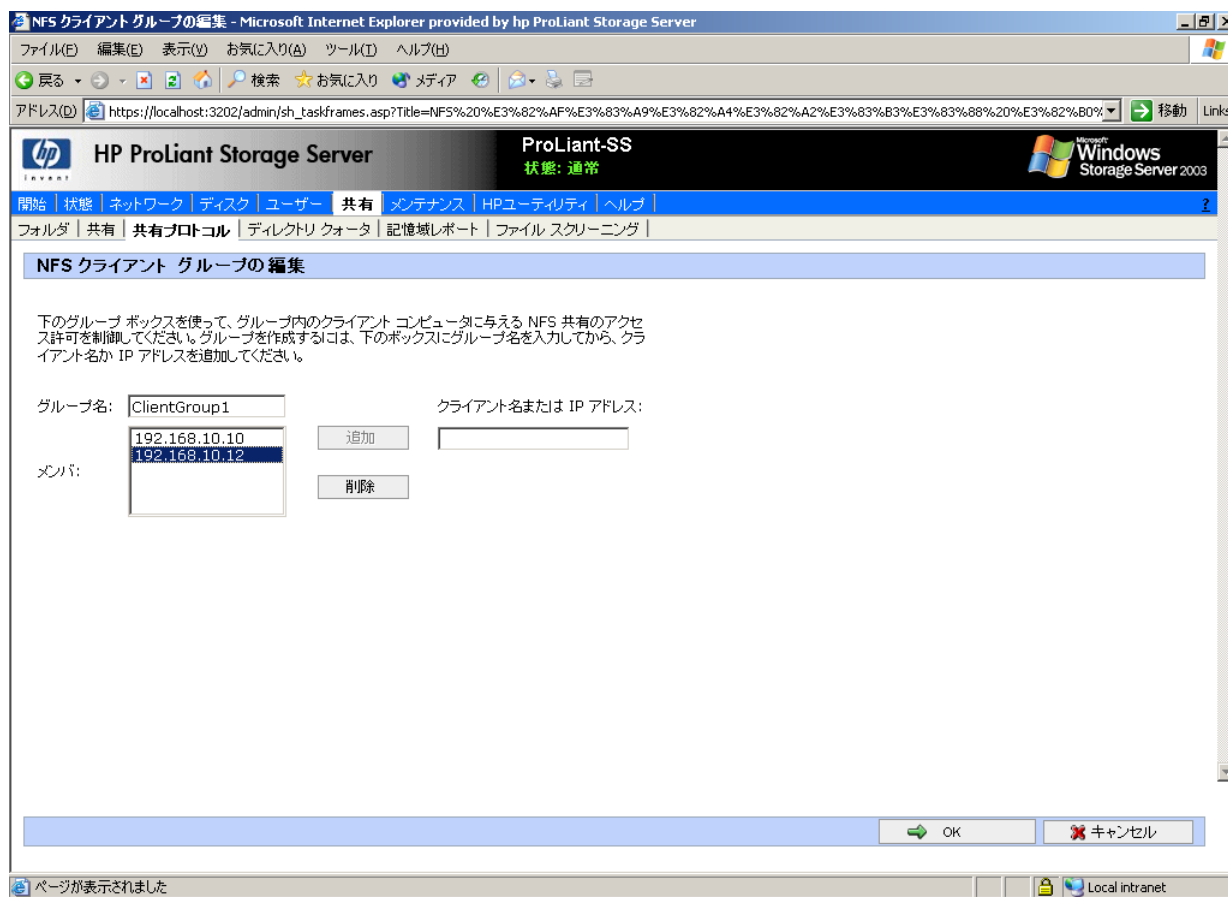 NFS クライアント グループの編集 - Microsoft Internet Explorer provided by hp ProLiant Storage Server
ファイル(F) 編集(E) 表示(V) お気に入り(A) ツール(T) ヘルプ(H)
戻る 検索 お気に入り メディア
アドレス(D) https://localhost:3202/admin/sh_taskframes.asp?Title=NFS%20%E3%82%AF%E3%83%A9%E3%82%A4%E3%82%A2%E3%83%B3%E3%83%88%20%E3%82%B0% 移動 Links
hp
invent
HP ProLiant Storage Server
ProLiant-SS
状態: 通常
Microsoft
Windows
Storage Server 2003
開始 | 状態 | ネットワーク | ディスク | ユーザー | 共有 | メンテナンス | HPユーティリティ | ヘルプ | ?
フォルダ | 共有 | 共有プロトコル | ディレクトリ クォータ | 記憶域レポート | ファイル スクリーニング |
NFS クライアント グループの編集
下のグループ ボックスを使って、グループ内のクライアント コンピュータに与える NFS 共有のアクセ
ス許可を制御してください。グループを作成するには、下のボックスにグループ名を入力してから、クラ
イアント名か IP アドレスを追加してください。
グループ名: ClientGroup1 クライアント名または IP アドレス:
192.168.10.10 追加
192.168.10.12
メンバ:
削除
OK キャンセル
ページが表示されました Local intranet